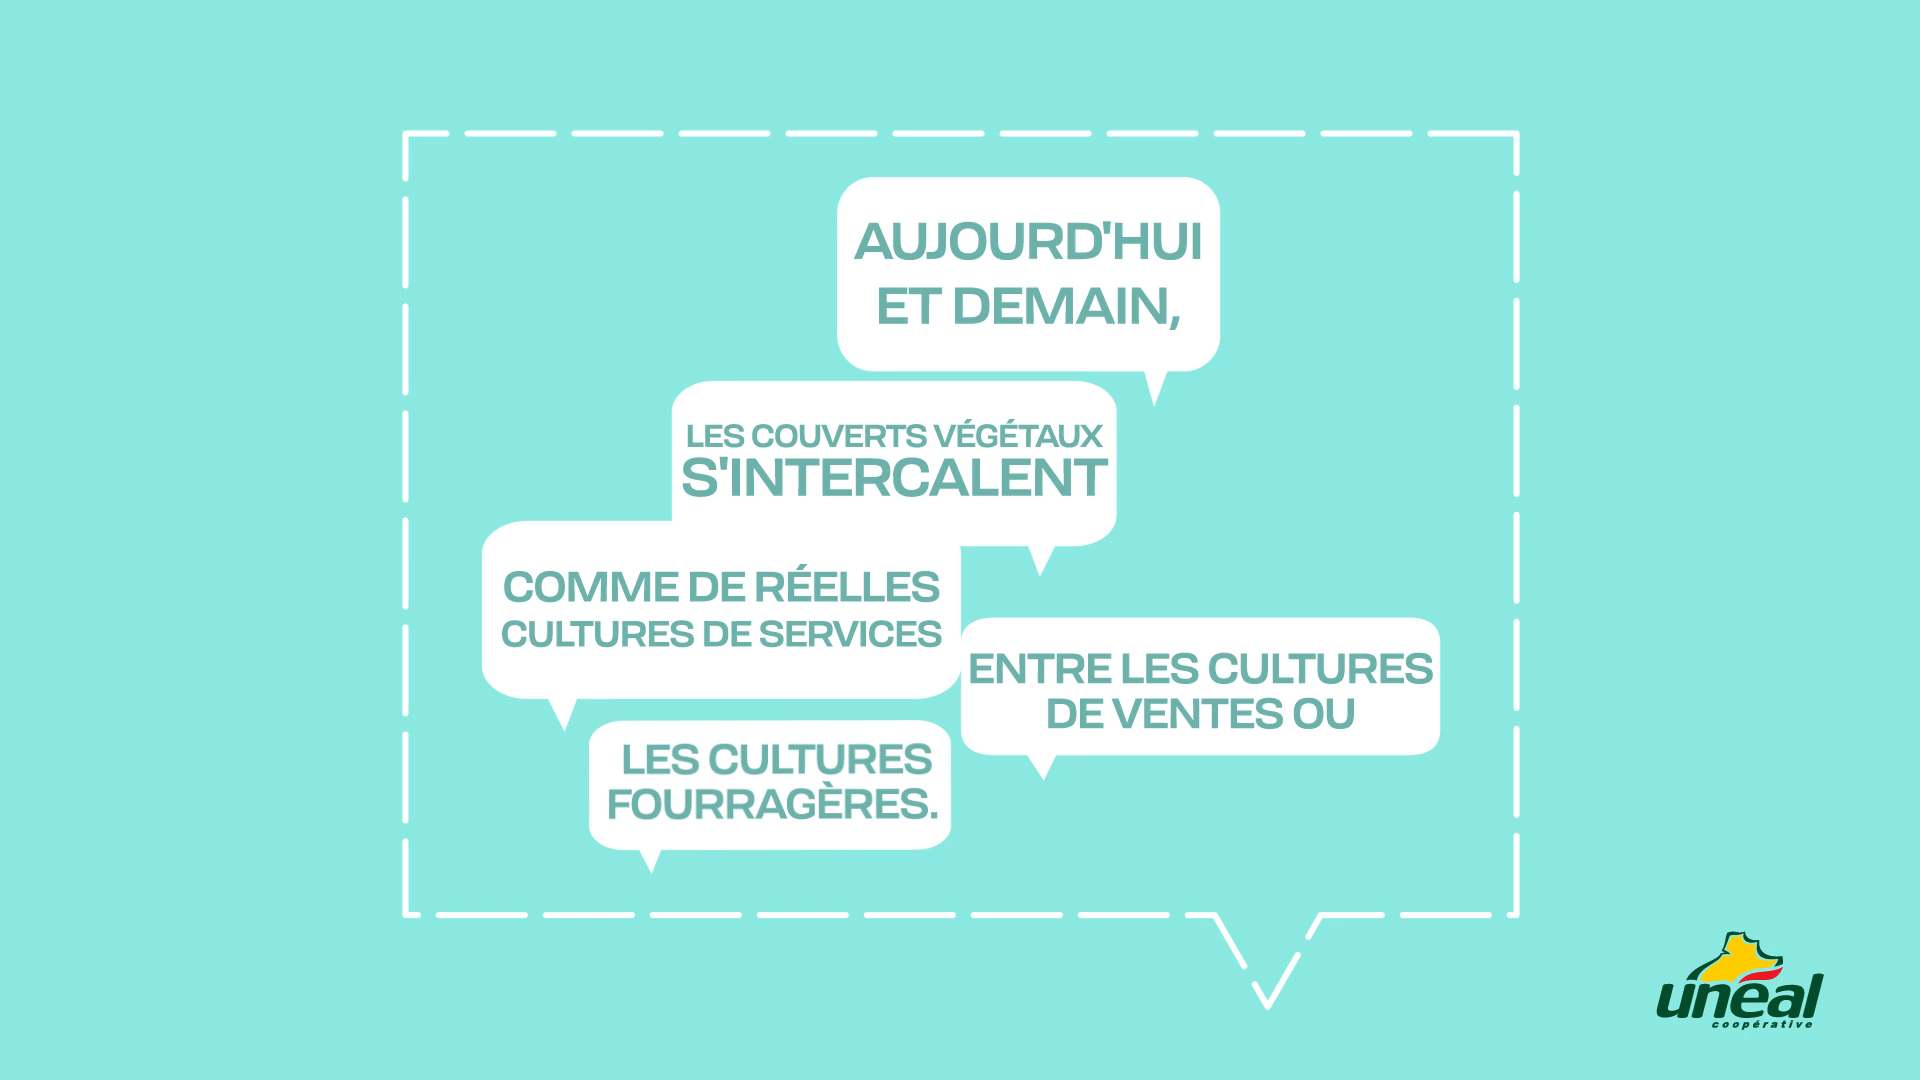 AUJOURD'HUI
ET DEMAIN,
LES COUVERTS VÉGÉTAUX
S'INTERCALENT
COMME DE RÉELLES
CULTURES DE SERVICES
ENTRE LES CULTURES
DE VENTES OU
LES CULTURES
FOURRAGÈRES.
unéal
coopérative